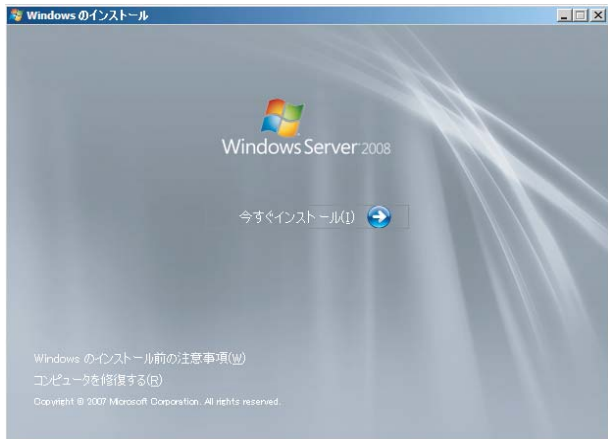 Windows のインストール
Windows Server 2008
今すぐインストール(I)
Windows のインストール前の注意事項(W)
コンピュータを修復する(R)
Copyright © 2007 Microsoft Corporation. All rights reserved.